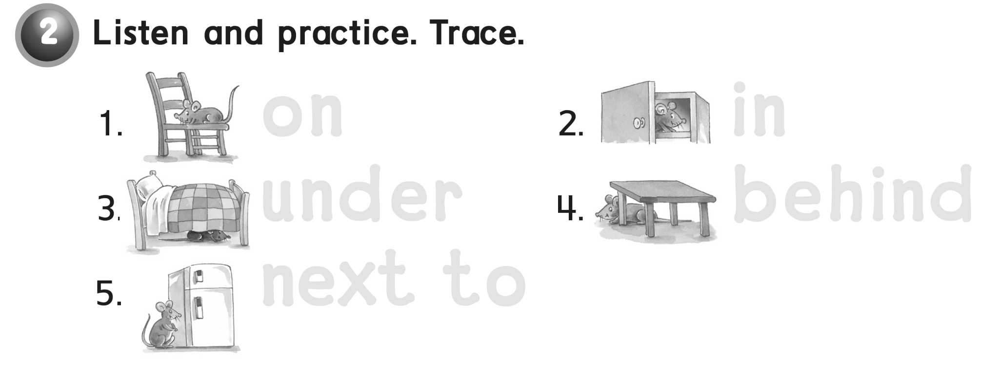 2 Listen and practice. Trace.
1. on
2. in
3. under
4. behind
5. next to